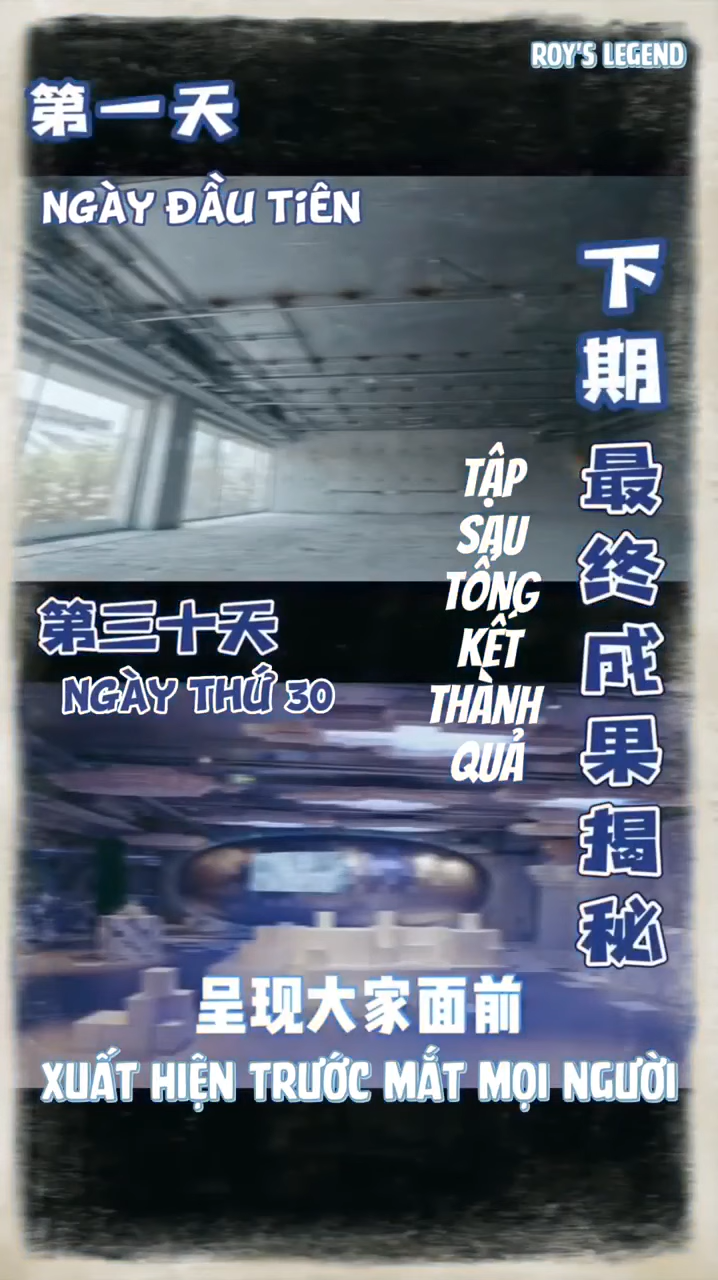 ROY'S LEGEND
第一天
NGÀY ĐẦU TIÊN
下期最终成果揭秘
TẬP
SAU
TỔNG
KẾT
THÀNH
QUẢ
第三十天
NGÀY THỨ 30
呈现大家面前
XUẤT HIỆN TRƯỚC MẮT MỌI NGƯỜI